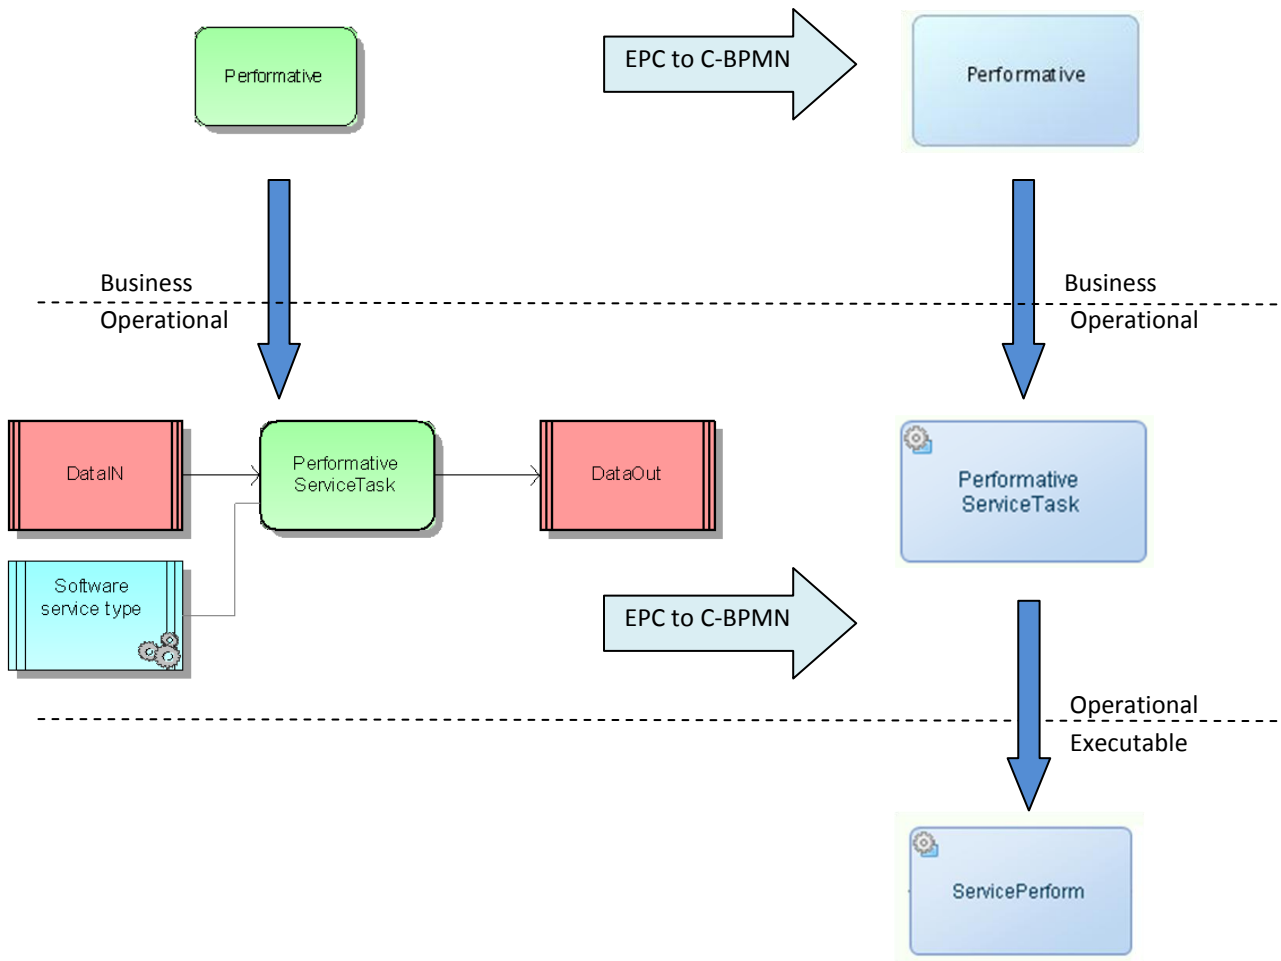 Performative
EPC to C-BPMN
Performative
Business
Operational
Business
Operational
DataIN
Performative
ServiceTask
DataOut
Performative
ServiceTask
Software
service type
EPC to C-BPMN
Operational
Executable
ServicePerform